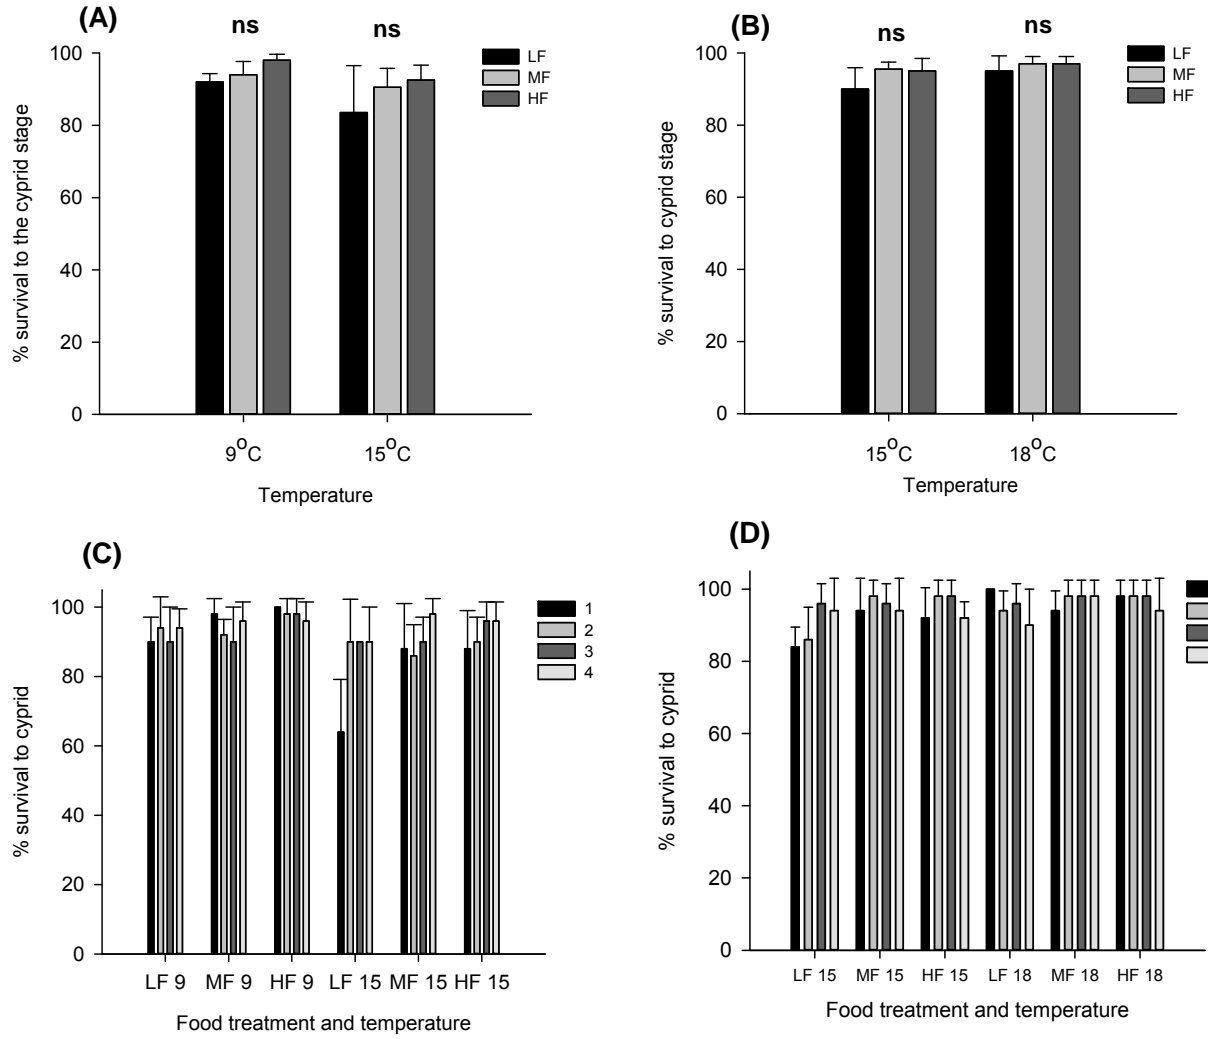 (A)
ns
ns
LF
MF
HF
100
80
60
40
20
0
% survival to the cyprid stage
9°C
15°C
Temperature
(B)
ns
ns
LF
MF
HF
100
80
60
40
20
0
% survival to cyprid stage
15°C
18°C
Temperature
(C)
1
2
3
4
100
80
60
40
20
0
% survival to cyprid
LF 9
MF 9
HF 9
LF 15
MF 15
HF 15
Food treatment and temperature
(D)
100
80
60
40
20
0
% survival to cyprid
LF 15
MF 15
HF 15
LF 18
MF 18
HF 18
Food treatment and temperature